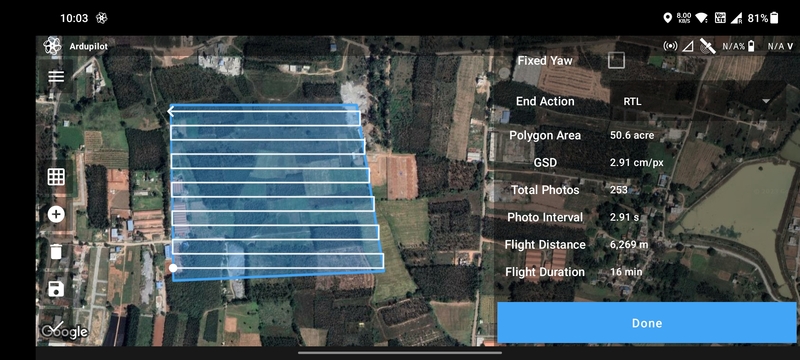 10:03
8.00 KB/S
81%
Ardupilot
N/A%
N/A V
Fixed Yaw
End Action RTL
Polygon Area 50.6 acre
GSD 2.91 cm/px
Total Photos 253
Photo Interval 2.91 s
Flight Distance 6,269 m
Flight Duration 16 min
Done
Google